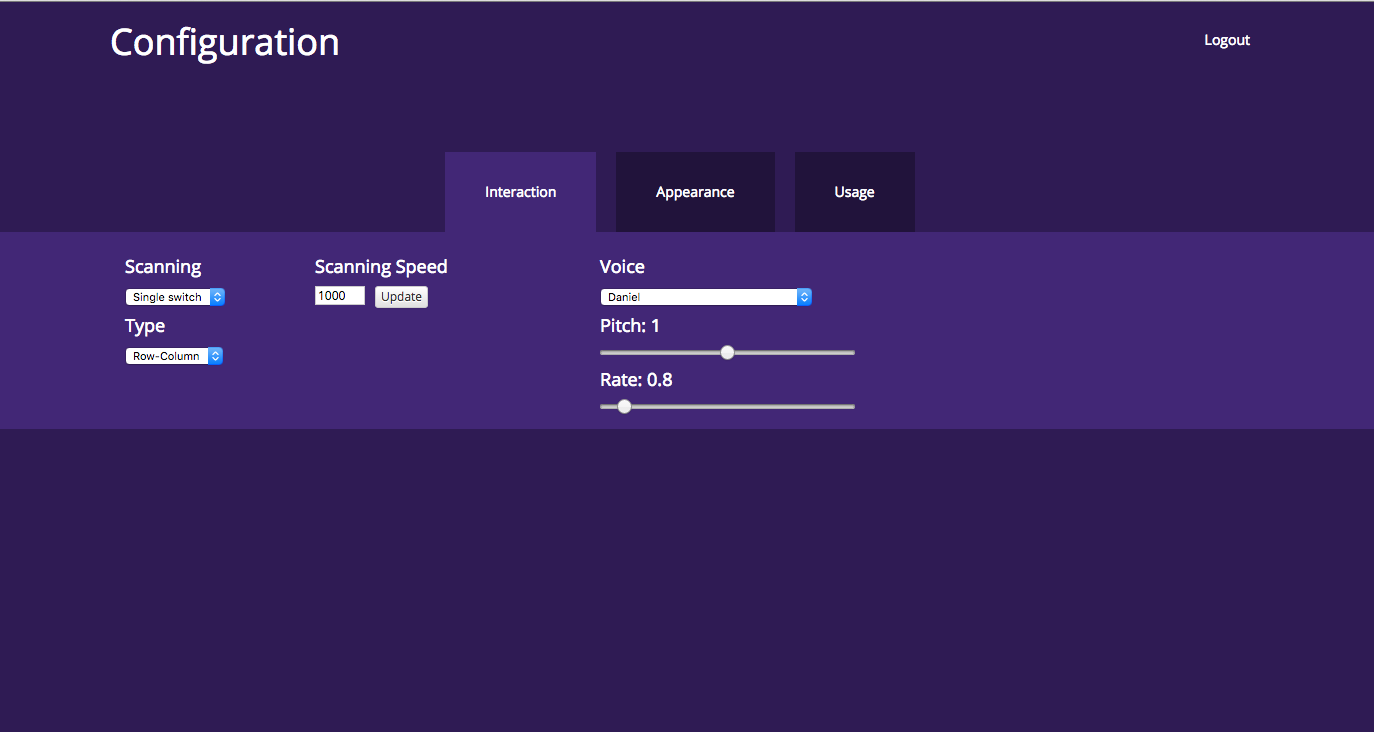 Configuration
Logout
Interaction
Appearance
Usage
Scanning
Single switch
Type
Row-Column
Scanning Speed
1000
Update
Voice
Daniel
Pitch: 1
Rate: 0.8